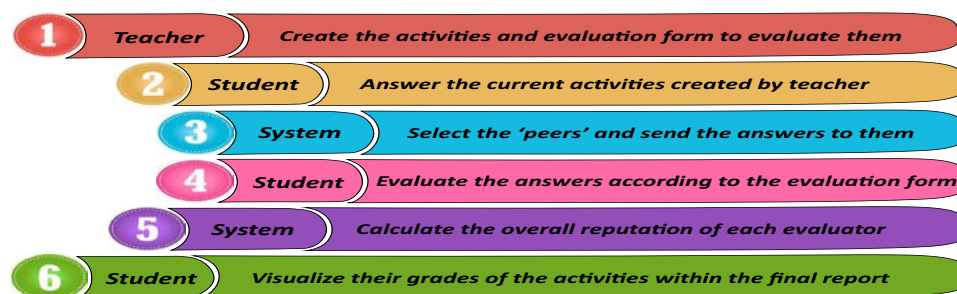 1 Teacher Create the activities and evaluation form to evaluate them
2 Student Answer the current activities created by teacher
3 System Select the ‘peers’ and send the answers to them
4 Student Evaluate the answers according to the evaluation form
5 System Calculate the overall reputation of each evaluator
6 Student Visualize their grades of the activities within the final report